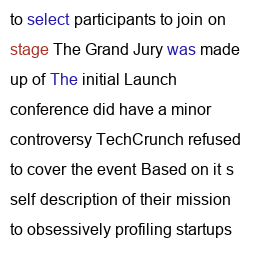 to select participants to join on
stage The Grand Jury was made
up of The initial Launch
conference did have a minor
controversy TechCrunch refused
to cover the event Based on it s
self description of their mission
to obsessively profiling startups